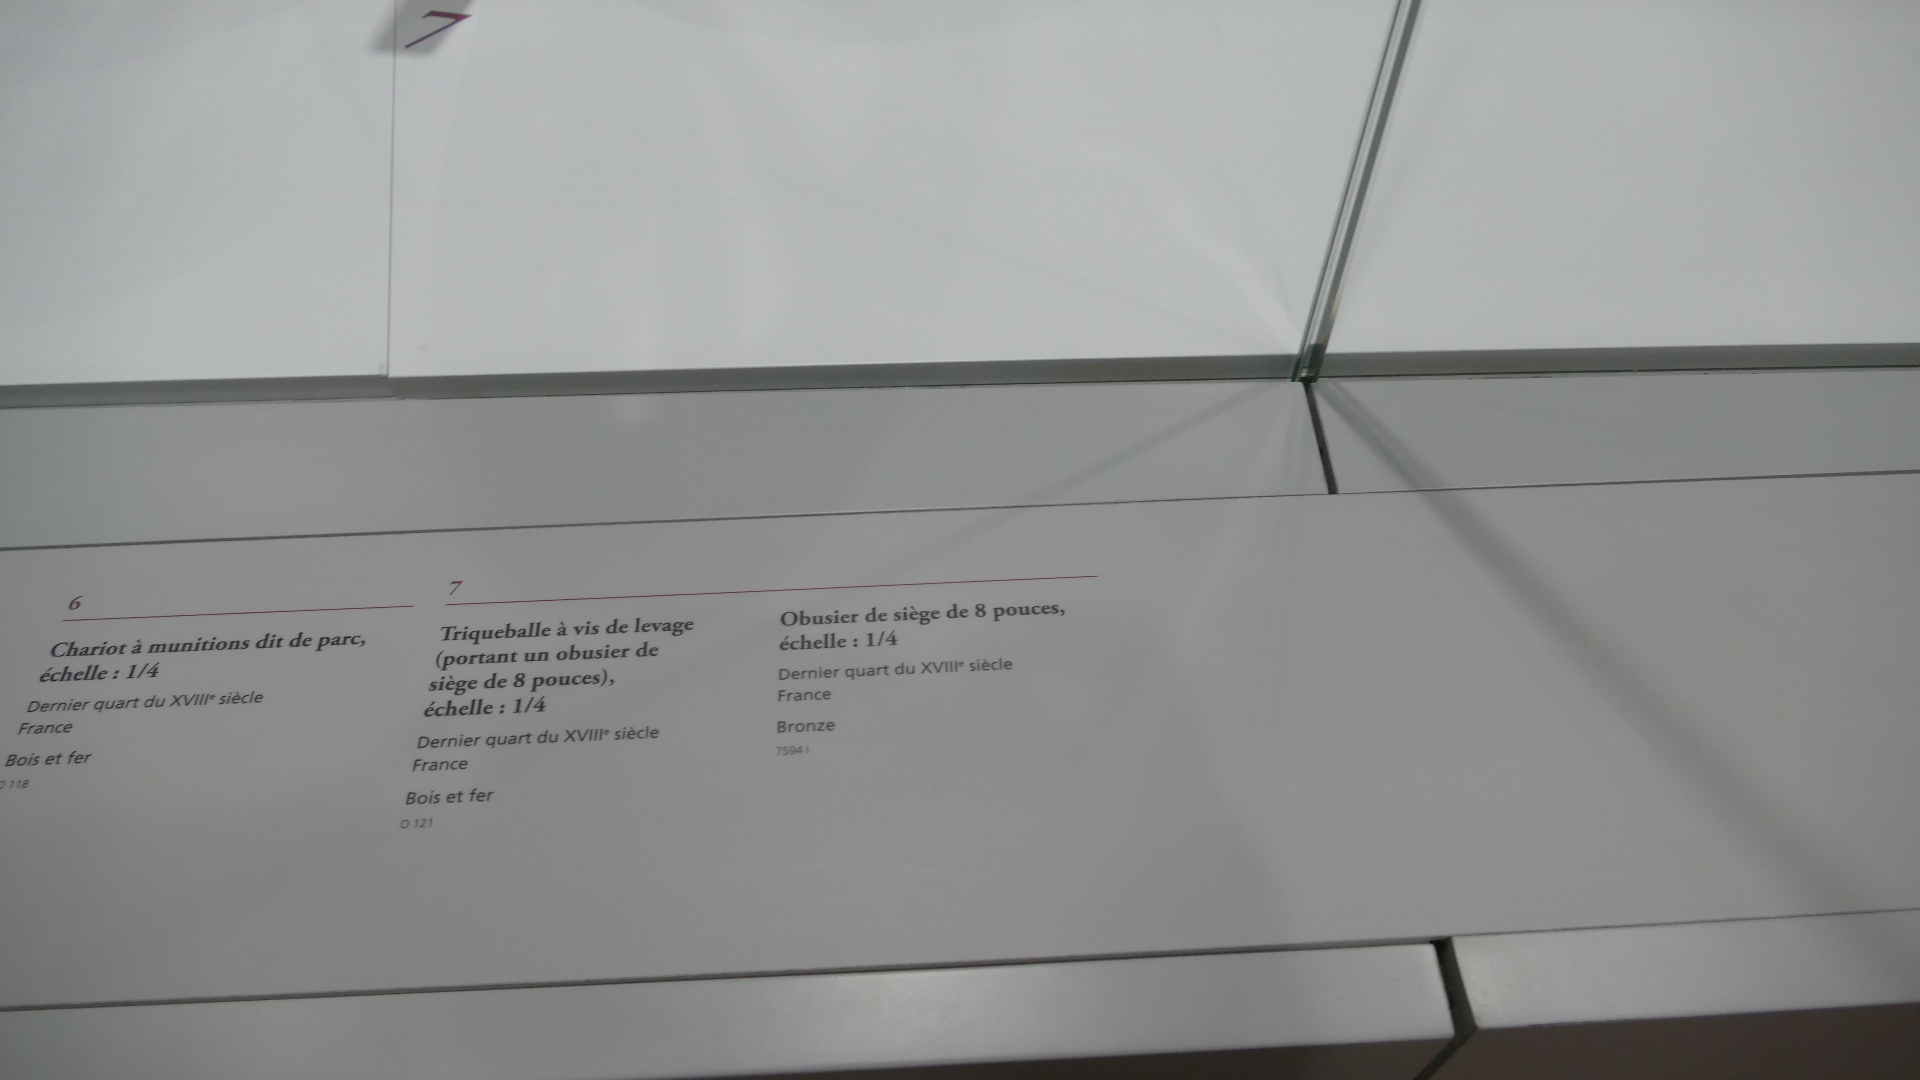 7
6
Chariot à munitions dit de parc,
échelle : 1/4
Dernier quart du XVIIIᵉ siècle
France
Bois et fer
O 118
7
Triqueballe à vis de levage
(portant un obusier de
siège de 8 pouces),
échelle : 1/4
Dernier quart du XVIIIᵉ siècle
France
Bois et fer
O 121
Obusier de siège de 8 pouces,
échelle : 1/4
Dernier quart du XVIIIᵉ siècle
France
Bronze
7594 I